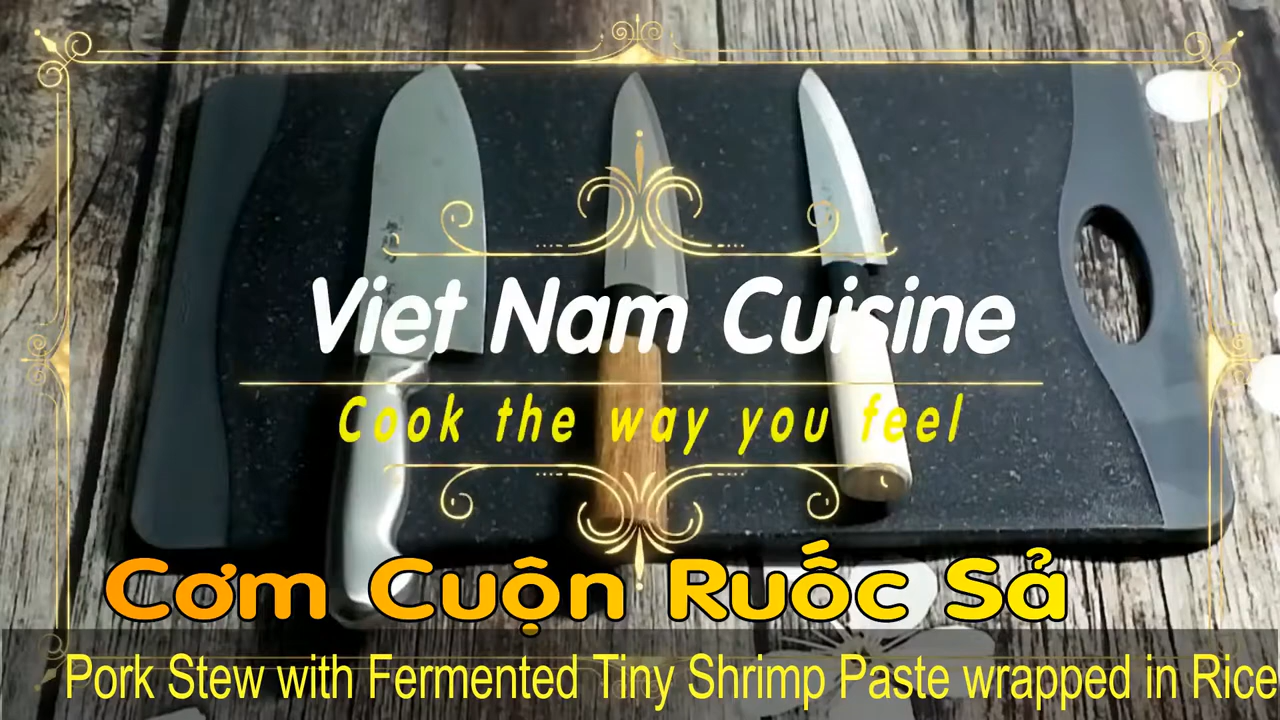 Viet Nam Cuisine
Cook the way you feel
Cơm Cuộn Ruốc Sả
Pork Stew with Fermented Tiny Shrimp Paste wrapped in Rice